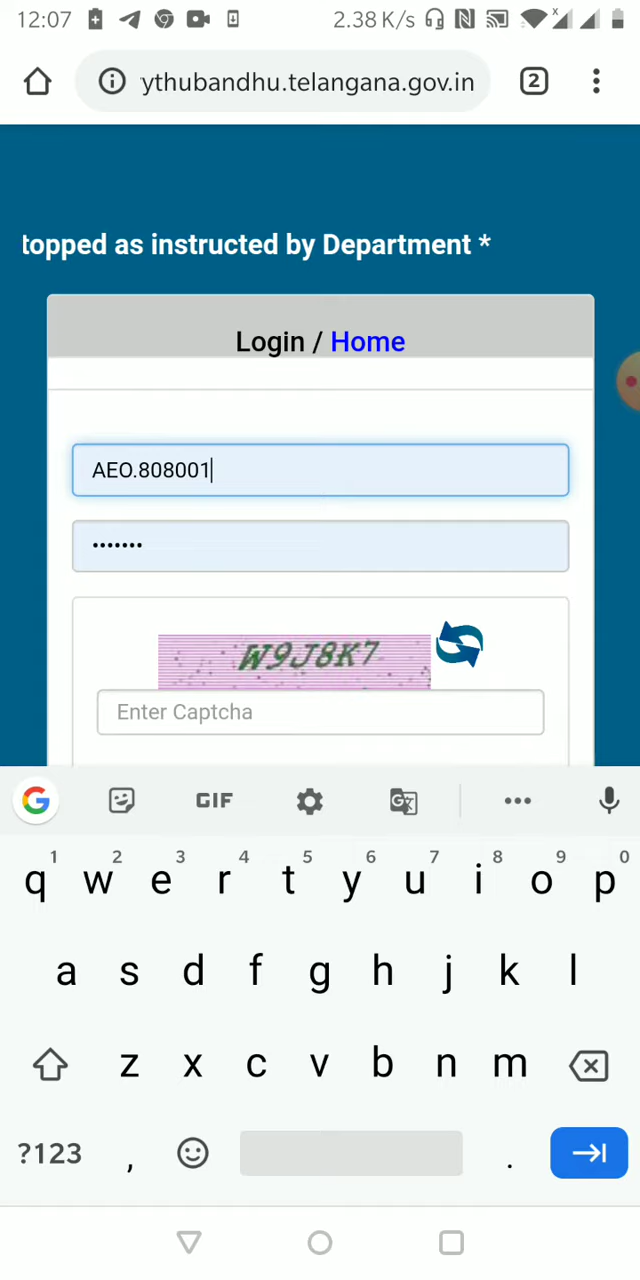 12:07 2.38 K/s x
ythubandhu.telangana.gov.in 2
topped as instructed by Department *
Login / Home
AEO.808001
•••••••
W9J8K7
Enter Captcha
G GIF
1 2 3 4 5 6 7 8 9 0
q w e r t y u i o p
a s d f g h j k l
z x c v b n m
?123 , .